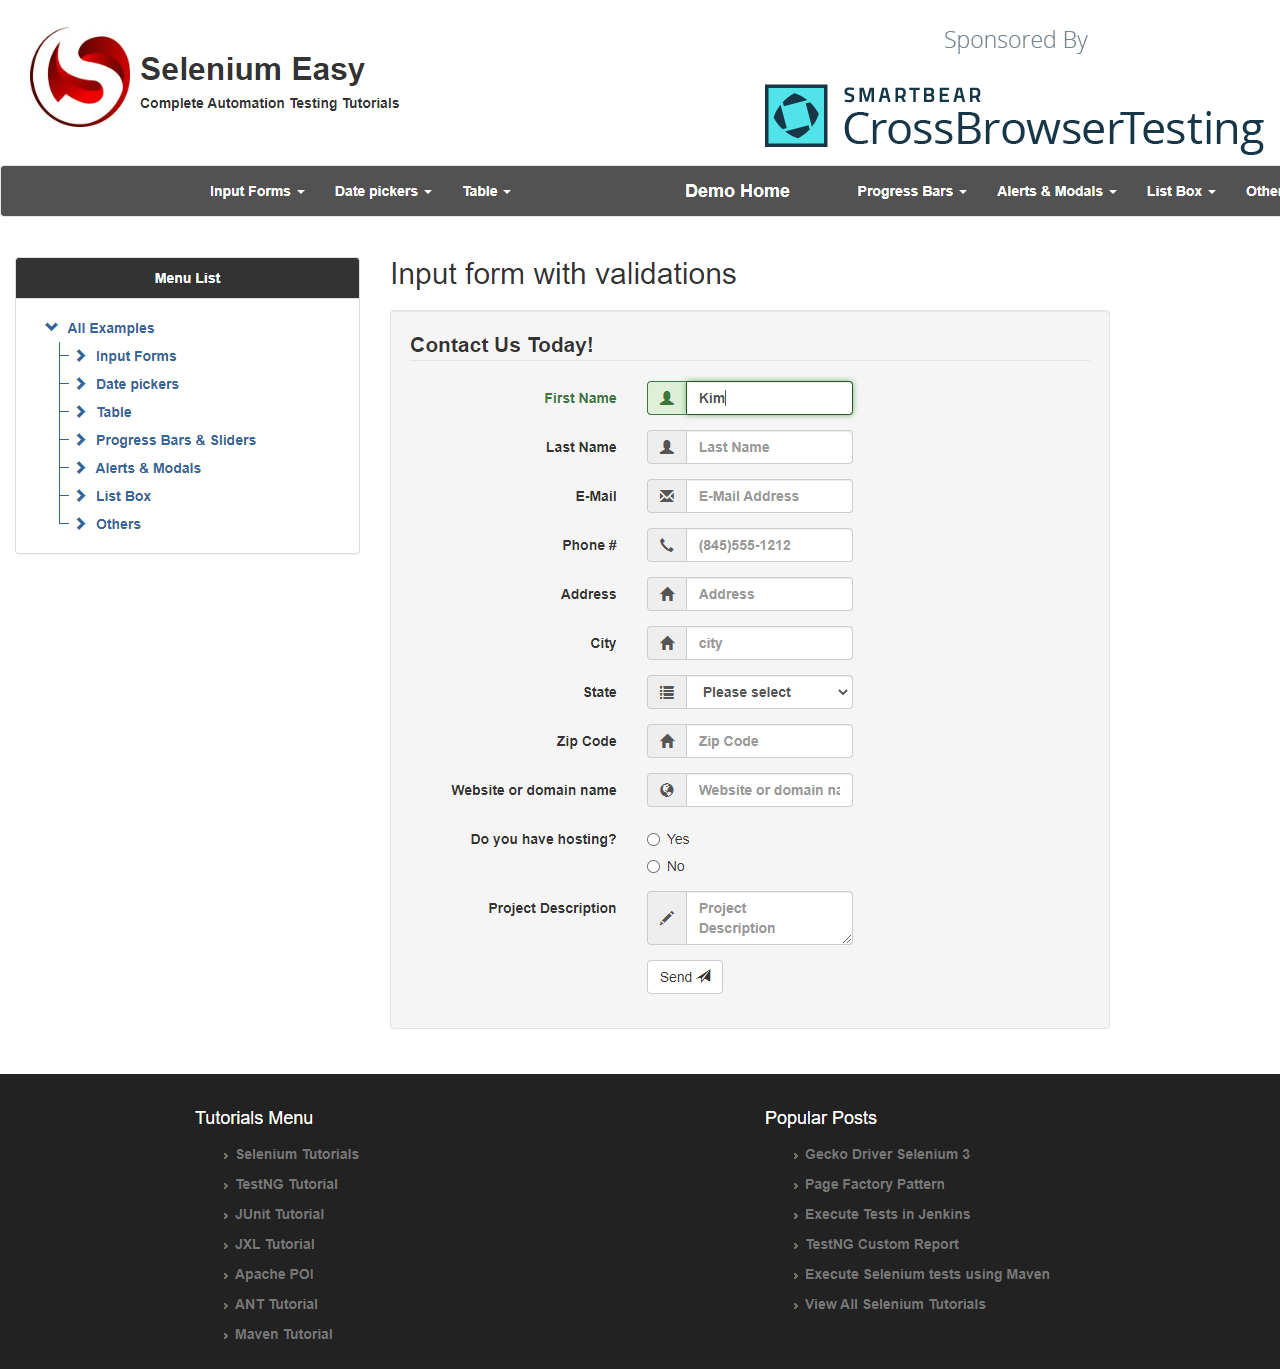 Selenium Easy
Complete Automation Testing Tutorials
Sponsored By
SMARTBEAR
CrossBrowserTesting
Input Forms
Date pickers
Table
Demo Home
Progress Bars
Alerts & Modals
List Box
Other
Menu List
All Examples
Input Forms
Date pickers
Table
Progress Bars & Sliders
Alerts & Modals
List Box
Others
Input form with validations
Contact Us Today!
First Name
Kim
Last Name
Last Name
E-Mail
E-Mail Address
Phone #
(845)555-1212
Address
Address
City
city
State
Please select
Zip Code
Zip Code
Website or domain name
Website or domain na
Do you have hosting?
Yes
No
Project Description
Project
Description
Send
Tutorials Menu
Selenium Tutorials
TestNG Tutorial
JUnit Tutorial
JXL Tutorial
Apache POI
ANT Tutorial
Maven Tutorial
Popular Posts
Gecko Driver Selenium 3
Page Factory Pattern
Execute Tests in Jenkins
TestNG Custom Report
Execute Selenium tests using Maven
View All Selenium Tutorials